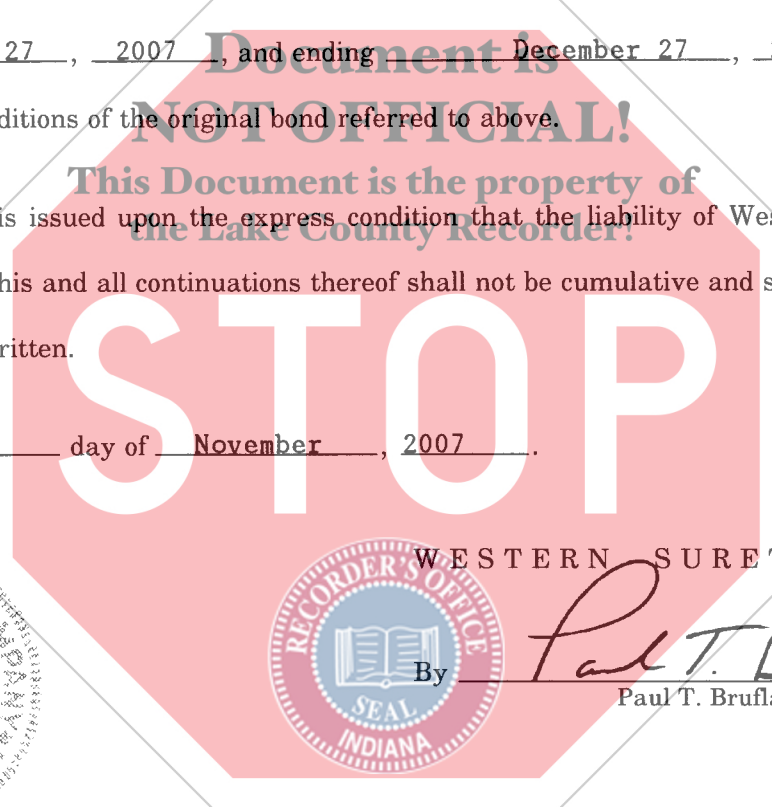 27 , 2007 , and ending December 27 ,
Document is
ditions of the original bond referred to above.
NOT OFFICIAL!
This Document is the property of
is issued upon the express condition that the liability of Wes
the Lake County Recorder!
his and all continuations thereof shall not be cumulative and s
ritten.
STOP
day of November , 2007 .
WESTERN SURET
RECORDER'S OFFICE
By Paul T.
SEAL
INDIANA
Paul T. Brufla